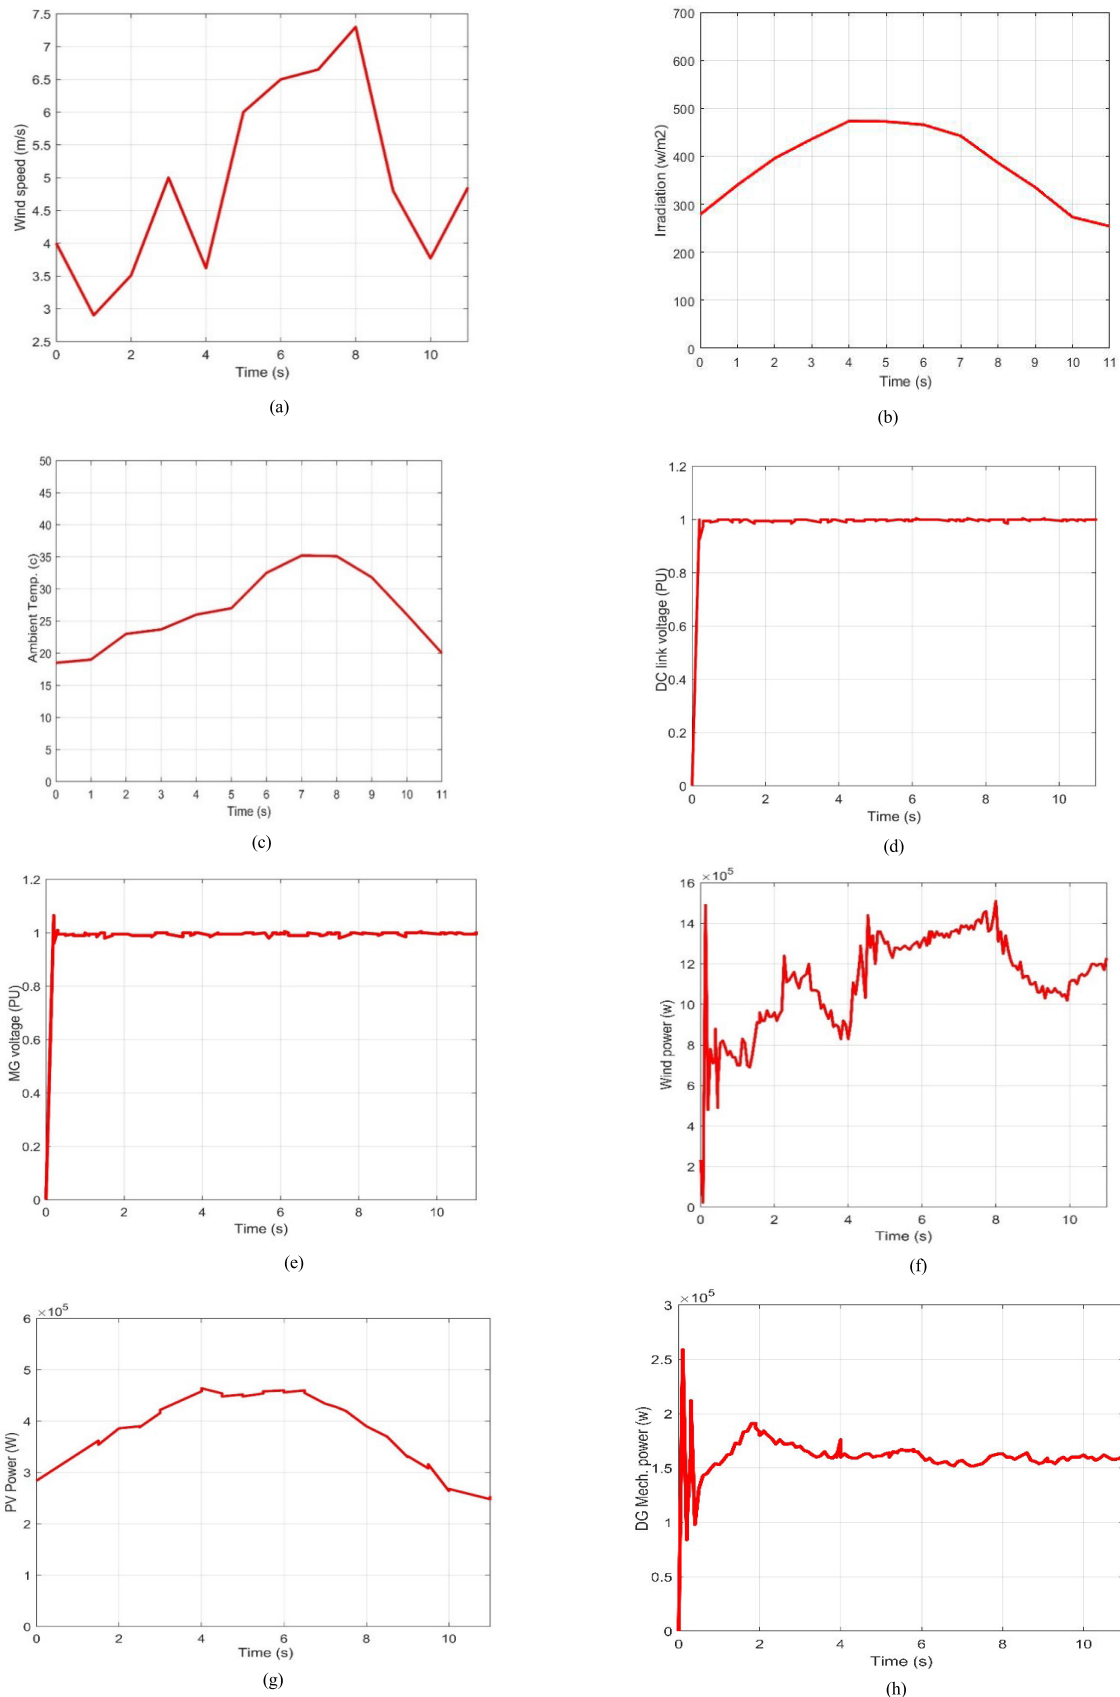 7.5
7
6.5
6
5.5
5
4.5
4
3.5
3
2.5
Wind speed (m/s)
0 2 4 6 8 10
Time (s)
(a)
700
600
500
400
300
200
100
0
Irradiation (w/m2)
0 1 2 3 4 5 6 7 8 9 10 11
Time (s)
(b)
50
45
40
35
30
25
20
15
10
5
0
Ambient Temp. (c)
0 1 2 3 4 5 6 7 8 9 10 11
Time (s)
(c)
1.2
1
0.8
0.6
0.4
0.2
0
DC link voltage (PU)
0 2 4 6 8 10
Time (s)
(d)
1.2
1
0.8
0.6
0.4
0.2
0
MG voltage (PU)
0 2 4 6 8 10
Time (s)
(e)
×10⁵
16
14
12
10
8
6
4
2
0
Wind power (w)
0 2 4 6 8 10
Time (s)
(f)
×10⁵
6
5
4
3
2
1
0
PV Power (W)
0 2 4 6 8 10
Time (s)
(g)
×10⁵
3
2.5
2
1.5
1
0.5
0
DG Mech. power (w)
0 2 4 6 8 10
Time (s)
(h)